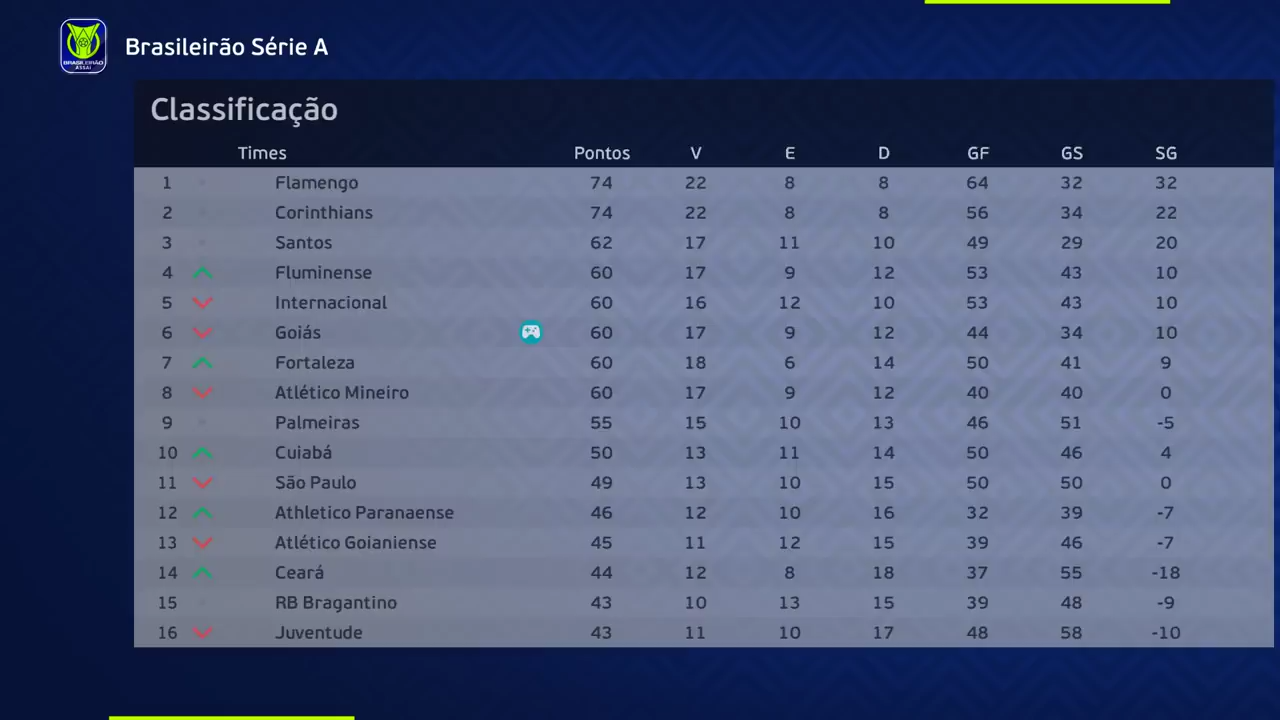 BRASILEIRÃO
ASSAÍ
Brasileirão Série A
Classificação
Times Pontos V E D GF GS SG
1 Flamengo 74 22 8 8 64 32 32
2 Corinthians 74 22 8 8 56 34 22
3 Santos 62 17 11 10 49 29 20
4 Fluminense 60 17 9 12 53 43 10
5 Internacional 60 16 12 10 53 43 10
6 Goiás 60 17 9 12 44 34 10
7 Fortaleza 60 18 6 14 50 41 9
8 Atlético Mineiro 60 17 9 12 40 40 0
9 Palmeiras 55 15 10 13 46 51 -5
10 Cuiabá 50 13 11 14 50 46 4
11 São Paulo 49 13 10 15 50 50 0
12 Athletico Paranaense 46 12 10 16 32 39 -7
13 Atlético Goianiense 45 11 12 15 39 46 -7
14 Ceará 44 12 8 18 37 55 -18
15 RB Bragantino 43 10 13 15 39 48 -9
16 Juventude 43 11 10 17 48 58 -10